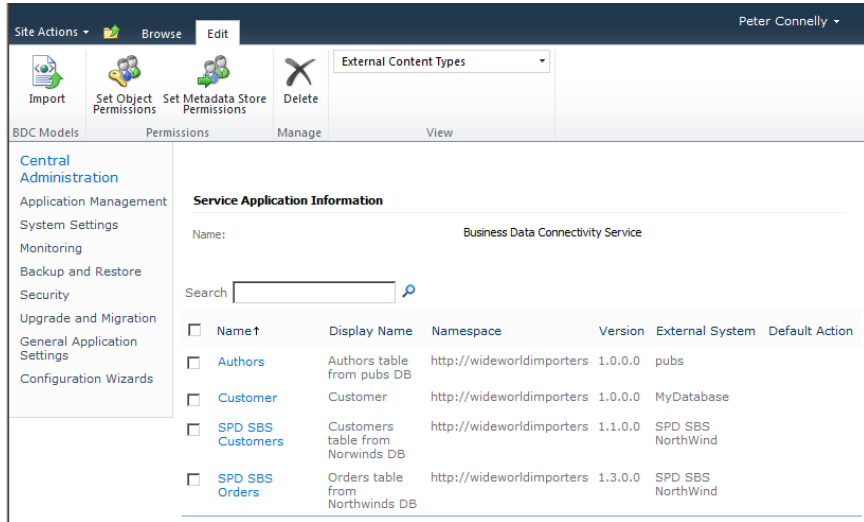 Peter Connelly
Site Actions
Browse
Edit
External Content Types
Import
Set Object
Permissions
Set Metadata Store
Permissions
Delete
BDC Models
Permissions
Manage
View
Central
Administration
Application Management
System Settings
Monitoring
Backup and Restore
Security
Upgrade and Migration
General Application
Settings
Configuration Wizards
Service Application Information
Name: Business Data Connectivity Service
Search
Name↑ Display Name Namespace Version External System Default Action
Authors Authors table http://wideworldimporters 1.0.0.0 pubs
from pubs DB
Customer Customer http://wideworldimporters 1.0.0.0 MyDatabase
SPD SBS Customers http://wideworldimporters 1.1.0.0 SPD SBS
Customers table from NorthWind
Norwinds DB
SPD SBS Orders table http://wideworldimporters 1.3.0.0 SPD SBS
Orders from NorthWind
Northwinds DB